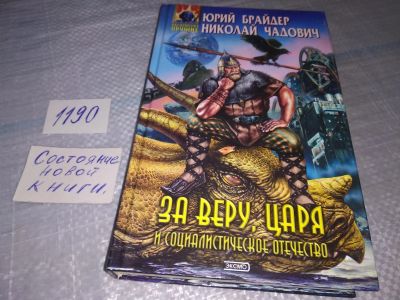 ЮРИЙ БРАЙДЕР
НИКОЛАЙ ЧАДОВИЧ
1190
Состояние
новой
книги.
ЗА ВЕРУ, ЦАРЯ
И СОЦИАЛИСТИЧЕСКОЕ ОТЕЧЕСТВО
ЭКСМО